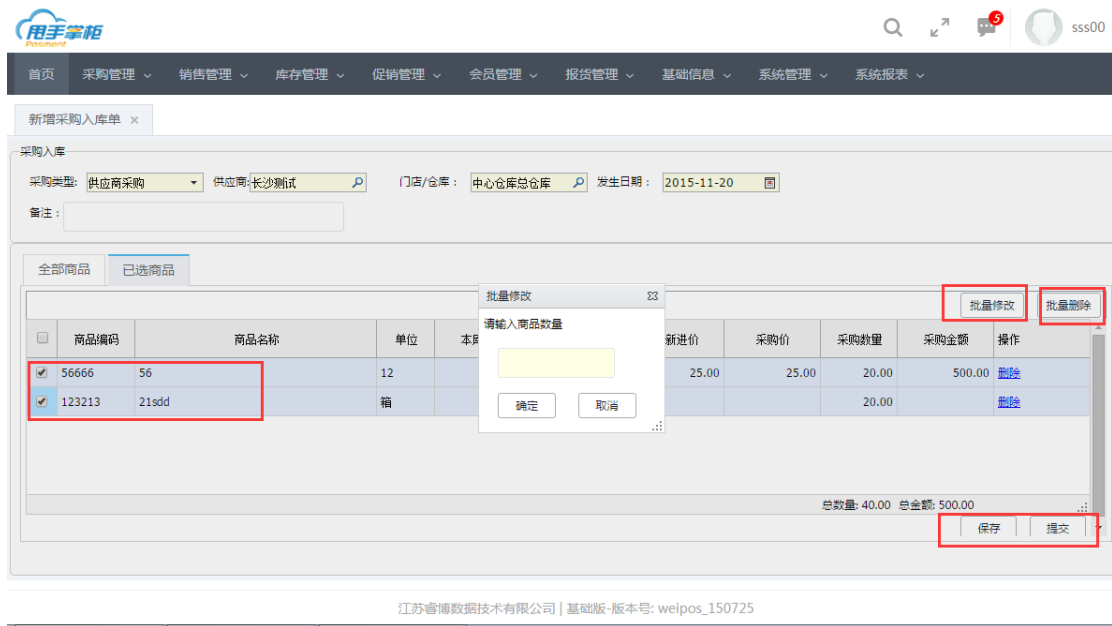 甩手掌柜
Posment
5
sss00
首页 采购管理 销售管理 库存管理 促销管理 会员管理 报货管理 基础信息 系统管理 系统报表
新增采购入库单 ×
采购入库
采购类型: 供应商采购 供应商: 长沙测试 门店/仓库: 中心仓库总仓库 发生日期: 2015-11-20
备注:
全部商品 已选商品
批量修改 批量删除
商品编码 商品名称 单位 新进价 采购价 采购数量 采购金额 操作
56666 56 12 25.00 25.00 20.00 500.00 删除
123213 21sdd 箱 20.00 删除
批量修改
请输入商品数量
确定 取消
总数量: 40.00 总金额: 500.00
保存 提交
江苏睿博数据技术有限公司 | 基础版-版本号: weipos_150725